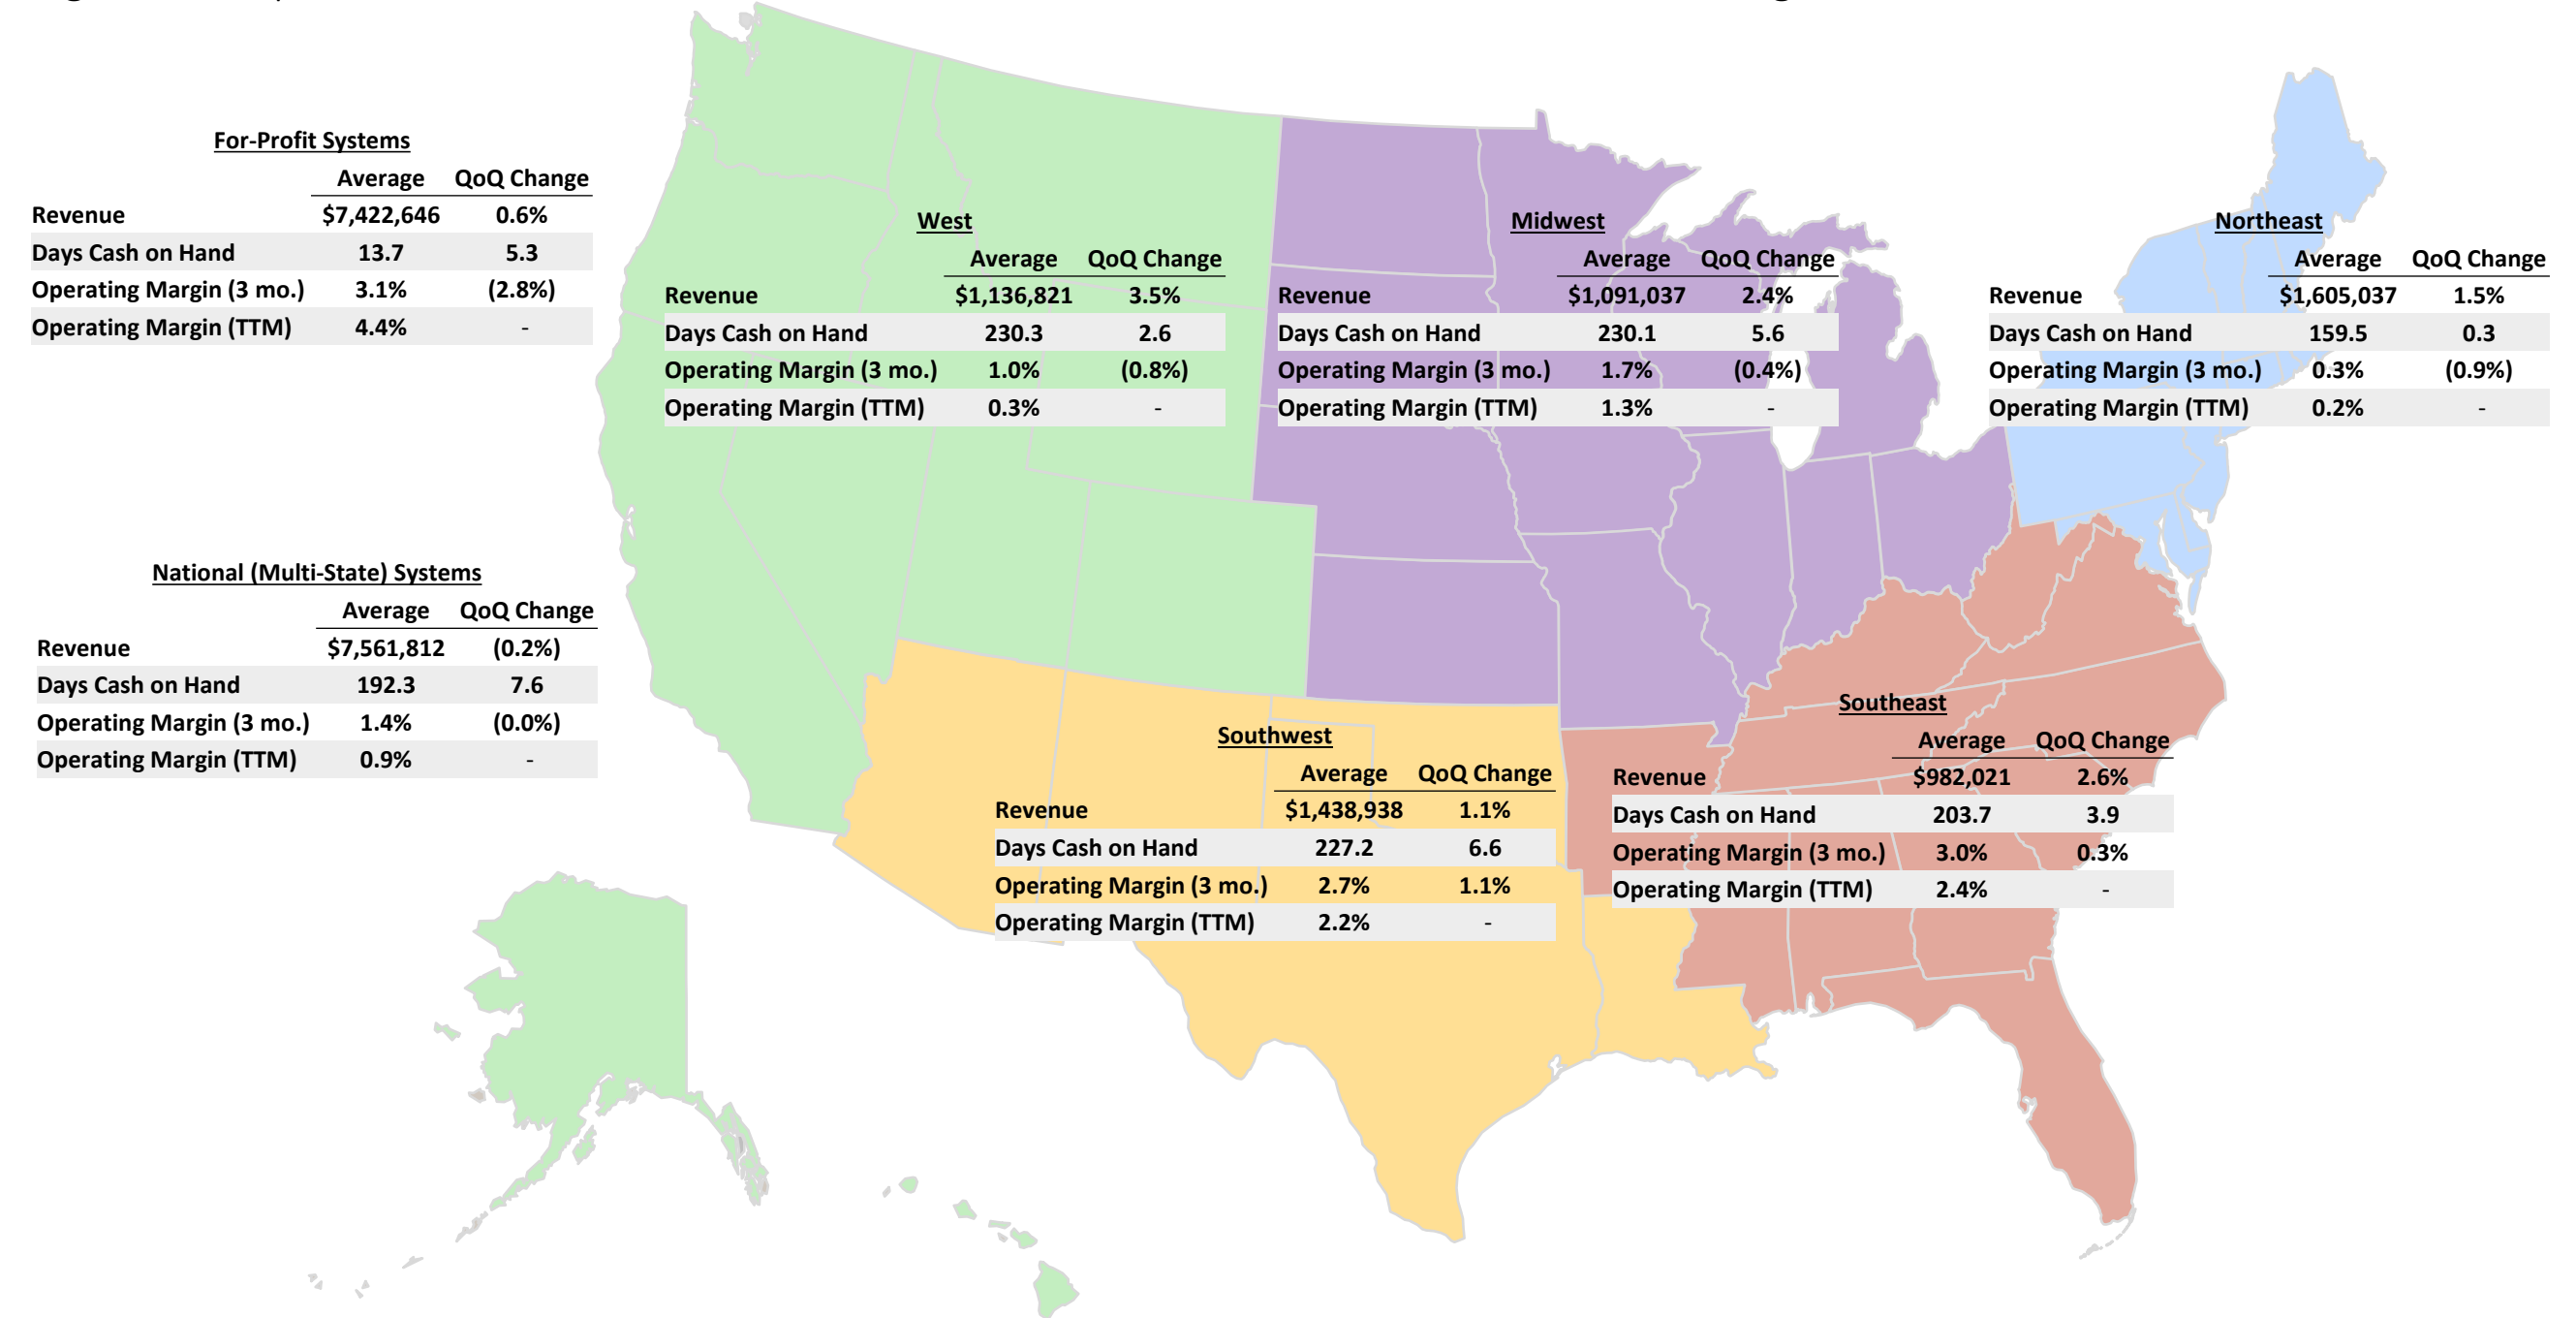 For-Profit Systems
Average QoQ Change
Revenue $7,422,646 0.6%
Days Cash on Hand 13.7 5.3
Operating Margin (3 mo.) 3.1% (2.8%)
Operating Margin (TTM) 4.4% -
West
Average QoQ Change
Revenue $1,136,821 3.5%
Days Cash on Hand 230.3 2.6
Operating Margin (3 mo.) 1.0% (0.8%)
Operating Margin (TTM) 0.3% -
Midwest
Average QoQ Change
Revenue $1,091,037 2.4%
Days Cash on Hand 230.1 5.6
Operating Margin (3 mo.) 1.7% (0.4%)
Operating Margin (TTM) 1.3% -
Northeast
Average QoQ Change
Revenue $1,605,037 1.5%
Days Cash on Hand 159.5 0.3
Operating Margin (3 mo.) 0.3% (0.9%)
Operating Margin (TTM) 0.2% -
National (Multi-State) Systems
Average QoQ Change
Revenue $7,561,812 (0.2%)
Days Cash on Hand 192.3 7.6
Operating Margin (3 mo.) 1.4% (0.0%)
Operating Margin (TTM) 0.9% -
Southwest
Average QoQ Change
Revenue $1,438,938 1.1%
Days Cash on Hand 227.2 6.6
Operating Margin (3 mo.) 2.7% 1.1%
Operating Margin (TTM) 2.2% -
Southeast
Average QoQ Change
Revenue $982,021 2.6%
Days Cash on Hand 203.7 3.9
Operating Margin (3 mo.) 3.0% 0.3%
Operating Margin (TTM) 2.4% -